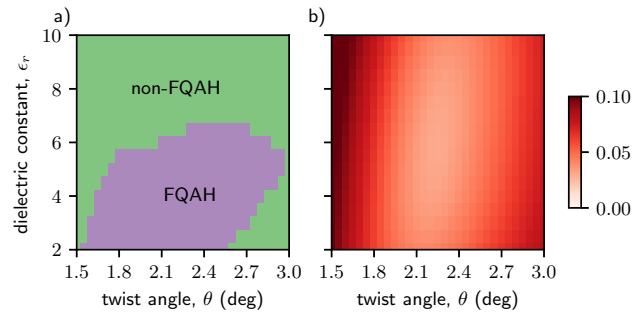 a)
b)
dielectric constant, ϵr
10
8
6
4
2
non-FQAH
FQAH
1.5 1.8 2.1 2.4 2.7 3.0
twist angle, θ (deg)
1.5 1.8 2.1 2.4 2.7 3.0
twist angle, θ (deg)
0.10
0.05
0.00